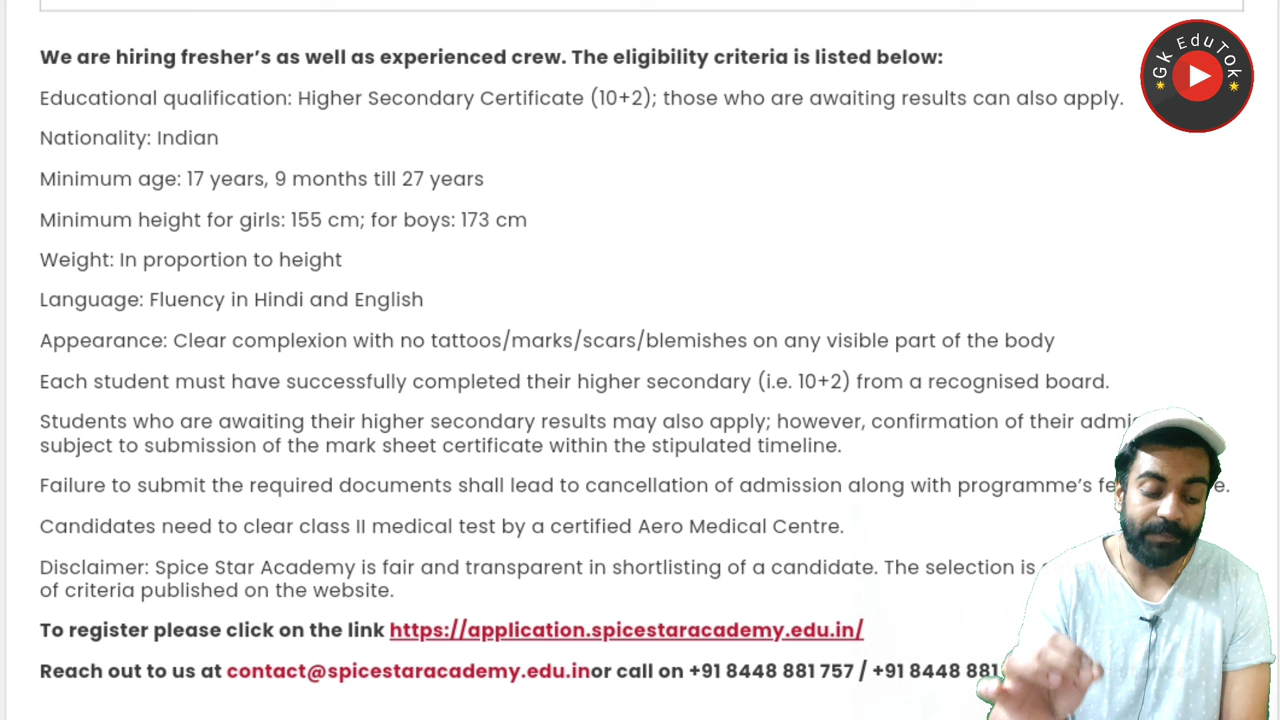 We are hiring fresher's as well as experienced crew. The eligibility criteria is listed below:
GK EduTok
Educational qualification: Higher Secondary Certificate (10+2); those who are awaiting results can also apply.
Nationality: Indian
Minimum age: 17 years, 9 months till 27 years
Minimum height for girls: 155 cm; for boys: 173 cm
Weight: In proportion to height
Language: Fluency in Hindi and English
Appearance: Clear complexion with no tattoos/marks/scars/blemishes on any visible part of the body
Each student must have successfully completed their higher secondary (i.e. 10+2) from a recognised board.
Students who are awaiting their higher secondary results may also apply; however, confirmation of their
subject to submission of the mark sheet certificate within the stipulated timeline.
Failure to submit the required documents shall lead to cancellation of admission along with programme's
Candidates need to clear class II medical test by a certified Aero Medical Centre.
Disclaimer: Spice Star Academy is fair and transparent in shortlisting of a candidate. The selection is
of criteria published on the website.
To register please click on the link https://application.spicestaracademy.edu.in/
Reach out to us at contact@spicestaracademy.edu.inor call on +91 8448 881 757 / +91 8448 881